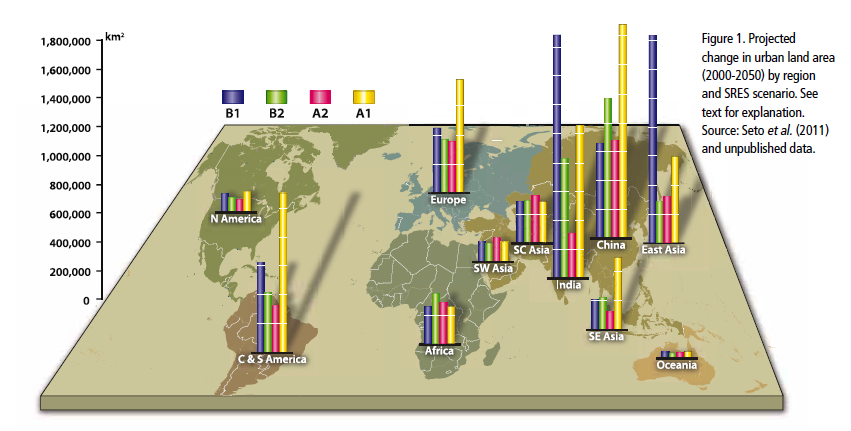 km²
1,800,000
1,600,000
1,400,000
1,200,000
1,000,000
800,000
600,000
400,000
200,000
0
B1 B2 A2 A1
N America
C & S America
Europe
Africa
SW Asia
SC Asia
India
China
East Asia
SE Asia
Oceania
Figure 1. Projected
change in urban land area
(2000-2050) by region
and SRES scenario. See
text for explanation.
Source: Seto et al. (2011)
and unpublished data.